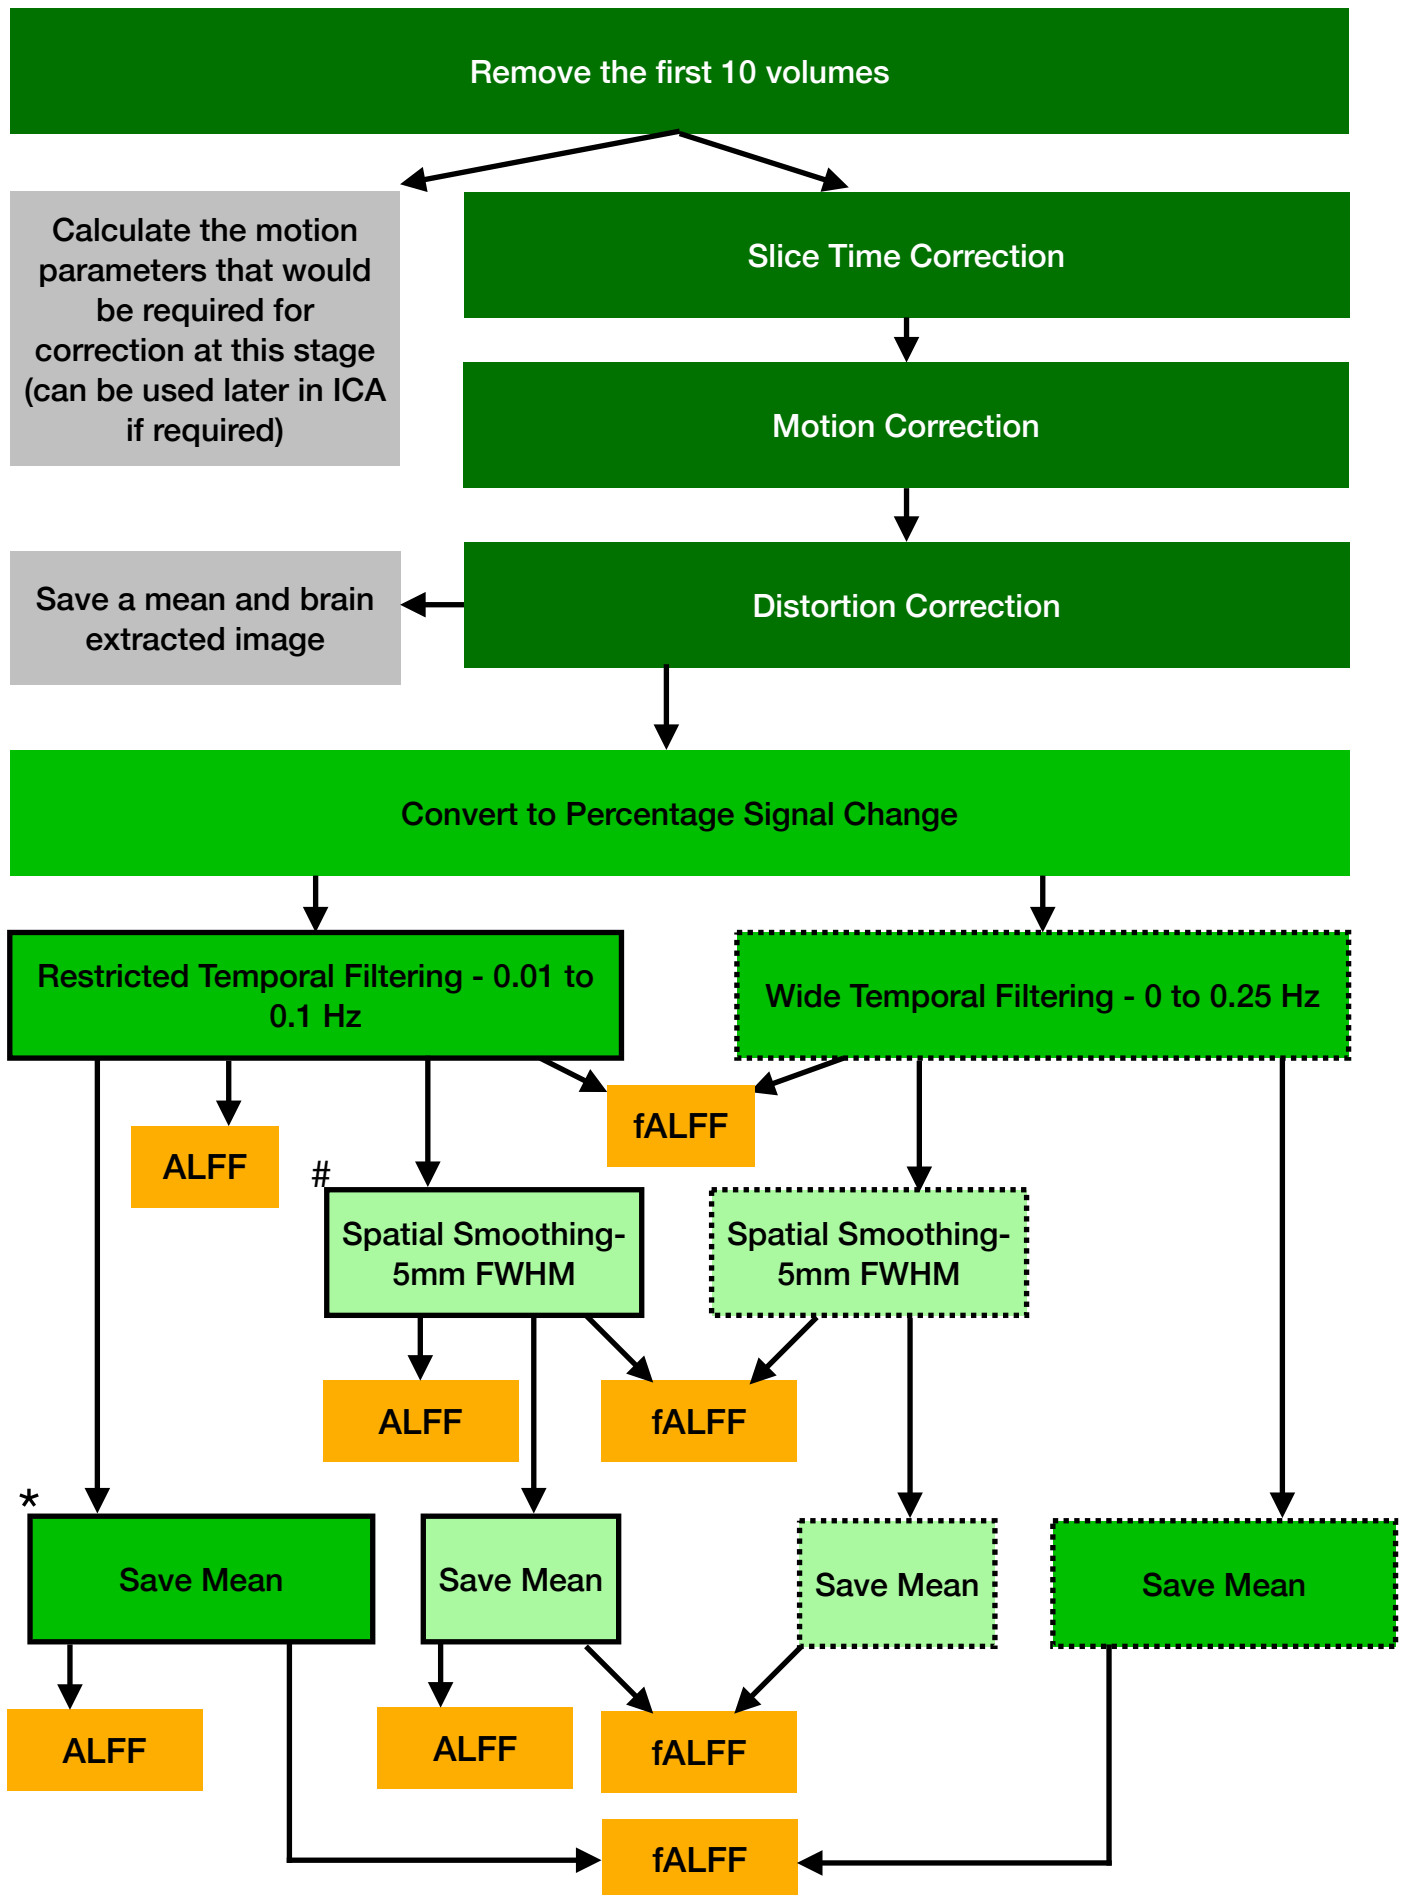 Remove the first 10 volumes
Calculate the motion
parameters that would
be required for
correction at this stage
(can be used later in ICA
if required)
Slice Time Correction
Motion Correction
Distortion Correction
Save a mean and brain
extracted image
Convert to Percentage Signal Change
Restricted Temporal Filtering - 0.01 to
0.1 Hz
Wide Temporal Filtering - 0 to 0.25 Hz
fALFF
ALFF
#
Spatial Smoothing-
5mm FWHM
Spatial Smoothing-
5mm FWHM
ALFF
fALFF
*
Save Mean
Save Mean
Save Mean
Save Mean
ALFF
ALFF
fALFF
fALFF